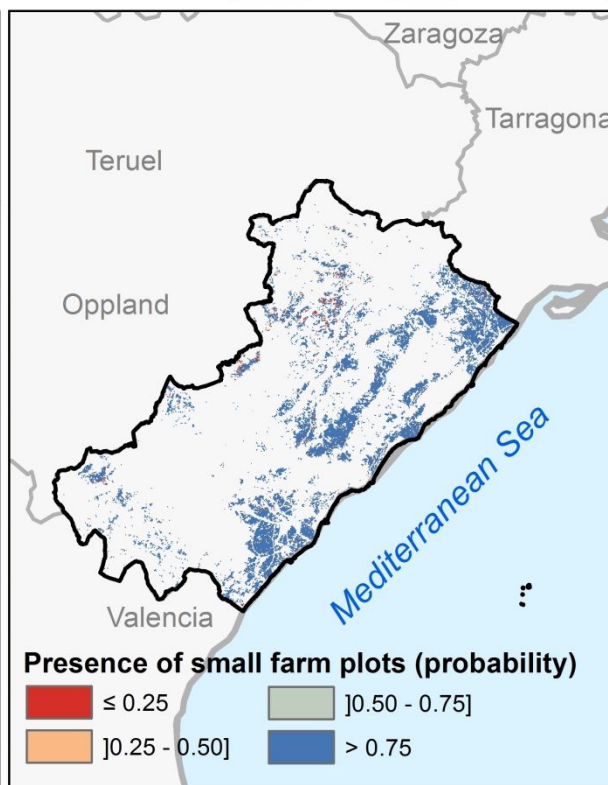 Zaragoza
Tarragona
Teruel
Oppland
Mediterranean Sea
Valencia
Presence of small farm plots (probability)
≤ 0.25
]0.50 - 0.75]
]0.25 - 0.50]
> 0.75